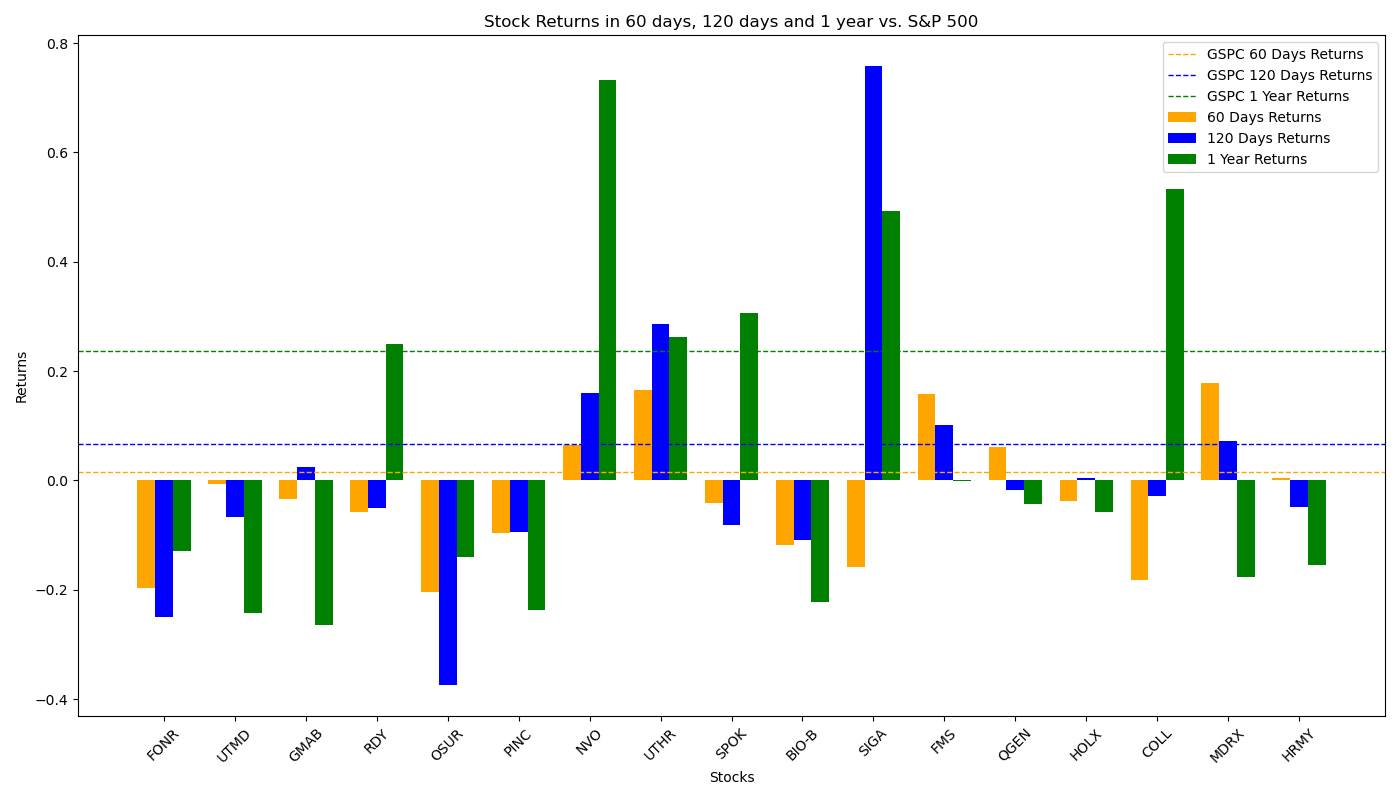 Stock Returns in 60 days, 120 days and 1 year vs. S&P 500
GSPC 60 Days Returns
GSPC 120 Days Returns
GSPC 1 Year Returns
60 Days Returns
120 Days Returns
1 Year Returns
Returns
0.8
0.6
0.4
0.2
0.0
−0.2
−0.4
FONR
UTMD
GMAB
RDY
OSUR
PINC
NVO
UTHR
SPOK
BIO-B
SIGA
FMS
QGEN
HOLX
COLL
MDRX
HRMY
Stocks